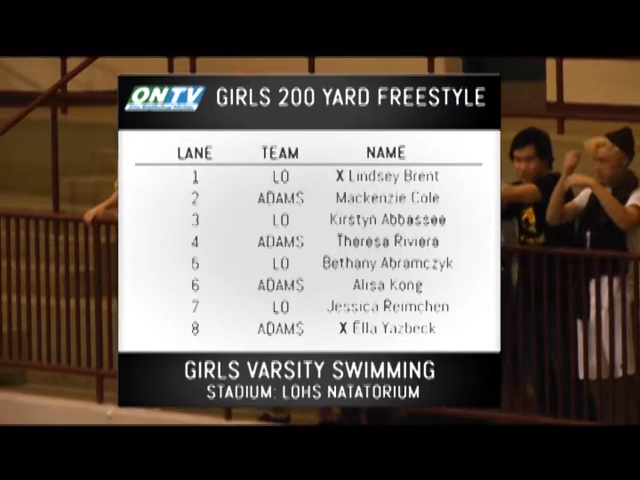 ONTV GIRLS 200 YARD FREESTYLE
LANE TEAM NAME
1 LO X Lindsey Brent
2 ADAMS Mackenzie Cole
3 LO Kirstyn Abbassee
4 ADAMS Theresa Riviera
5 LO Bethany Abramczyk
6 ADAMS Alisa Kong
7 LO Jessica Reimchen
8 ADAMS X Ella Yazbeck
GIRLS VARSITY SWIMMING
STADIUM: LOHS NATATORIUM